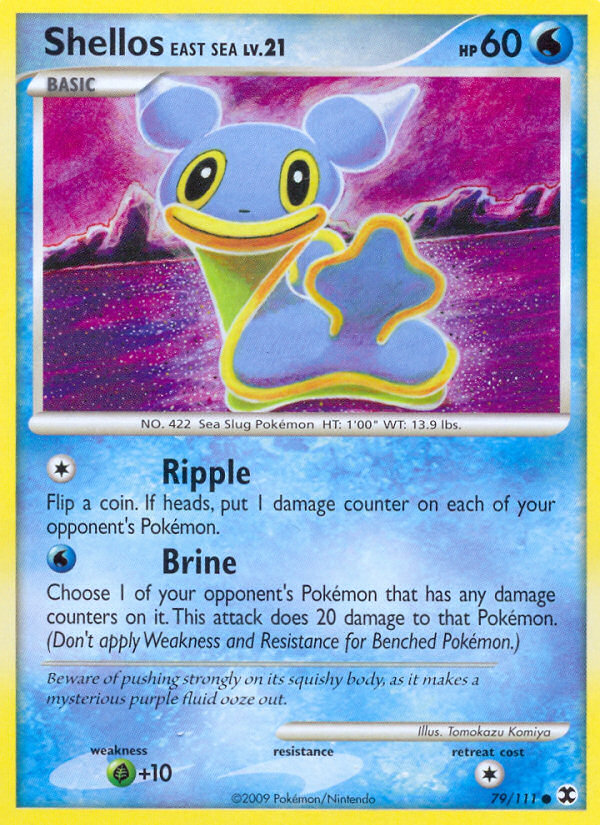 Shellos EAST SEA LV.21 HP 60
BASIC
NO. 422 Sea Slug Pokémon HT: 1'00" WT: 13.9 lbs.
Ripple
Flip a coin. If heads, put 1 damage counter on each of your
opponent's Pokémon.
Brine
Choose 1 of your opponent's Pokémon that has any damage
counters on it. This attack does 20 damage to that Pokémon.
(Don't apply Weakness and Resistance for Benched Pokémon.)
Beware of pushing strongly on its squishy body, as it makes a
mysterious purple fluid ooze out.
Illus. Tomokazu Komiya
weakness resistance retreat cost
+10
©2009 Pokémon/Nintendo 79/111